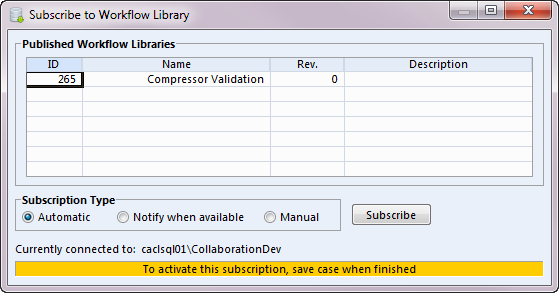 Subscribe to Workflow Library
Published Workflow Libraries
ID Name Rev. Description
265 Compressor Validation 0
Subscription Type
Automatic Notify when available Manual Subscribe
Currently connected to: caclsql01\CollaborationDev
To activate this subscription, save case when finished